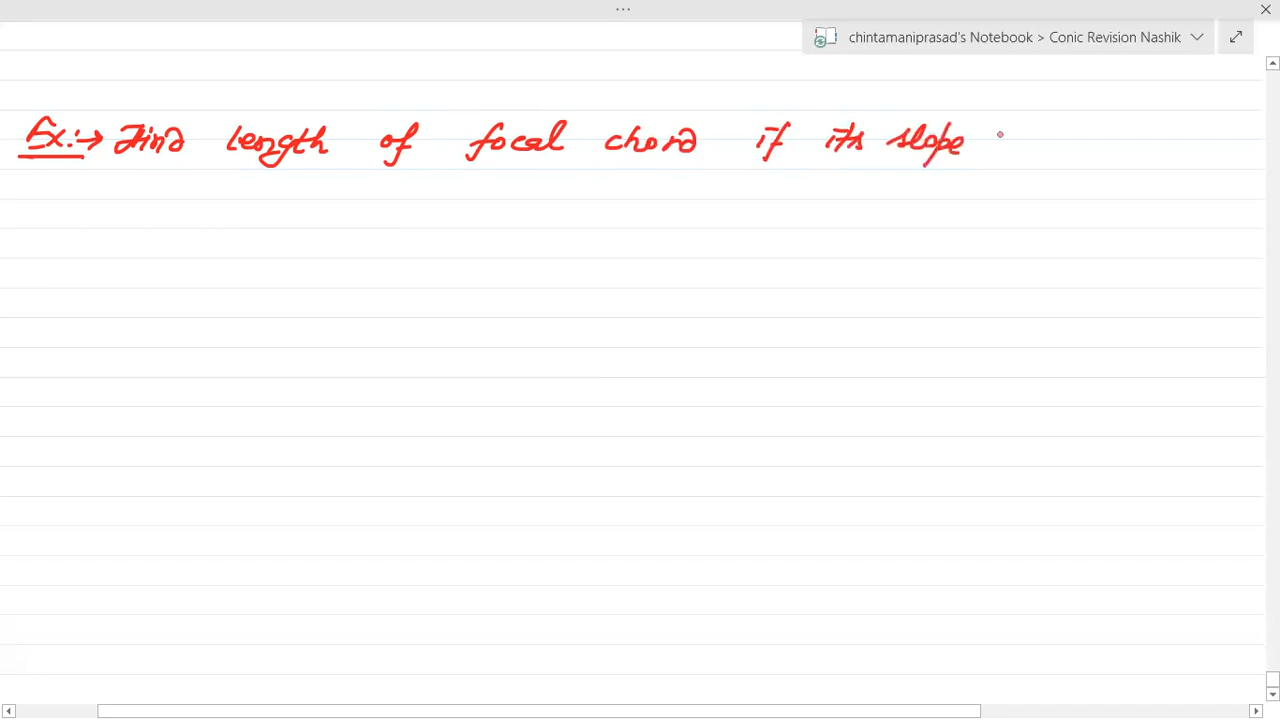 ...
chintamaniprasad's Notebook > Conic Revision Nashik
Ex.:→ Find length of focal chord if its slope